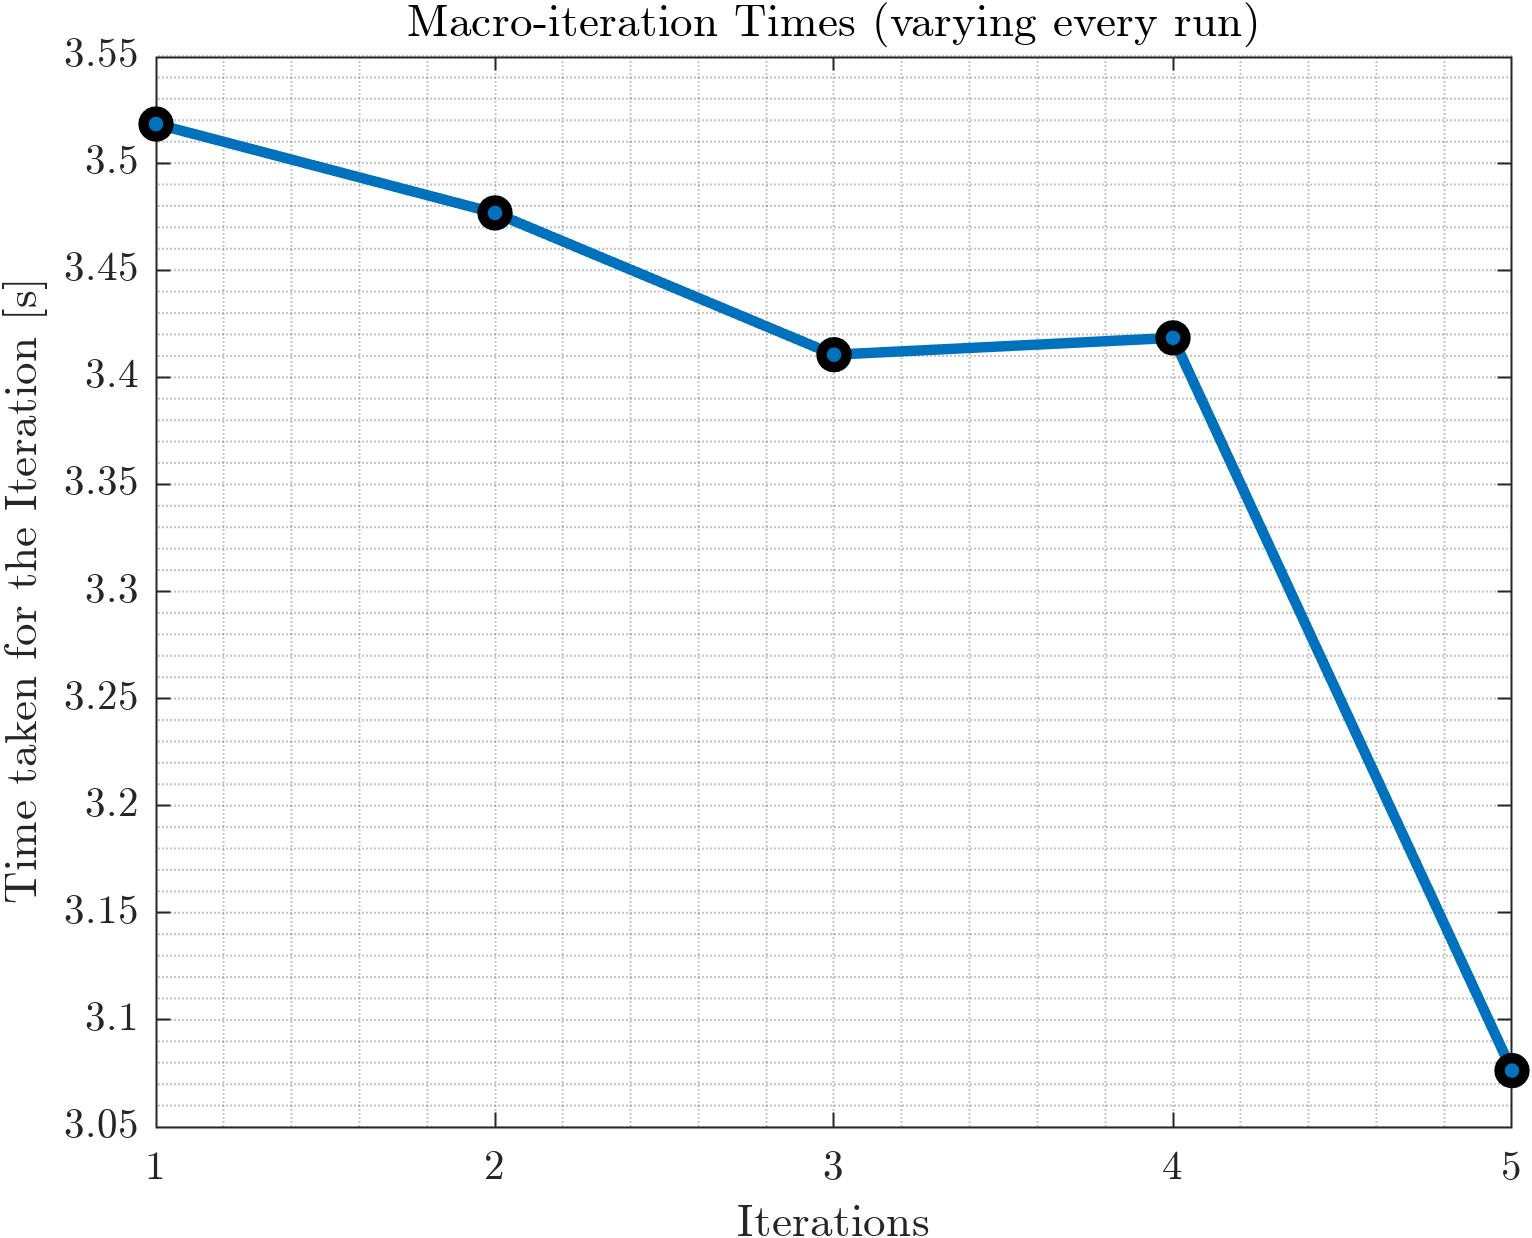 Macro-iteration Times (varying every run)
3.55
3.5
3.45
3.4
3.35
3.3
3.25
3.2
3.15
3.1
3.05
Time taken for the Iteration [s]
1 2 3 4 5
Iterations